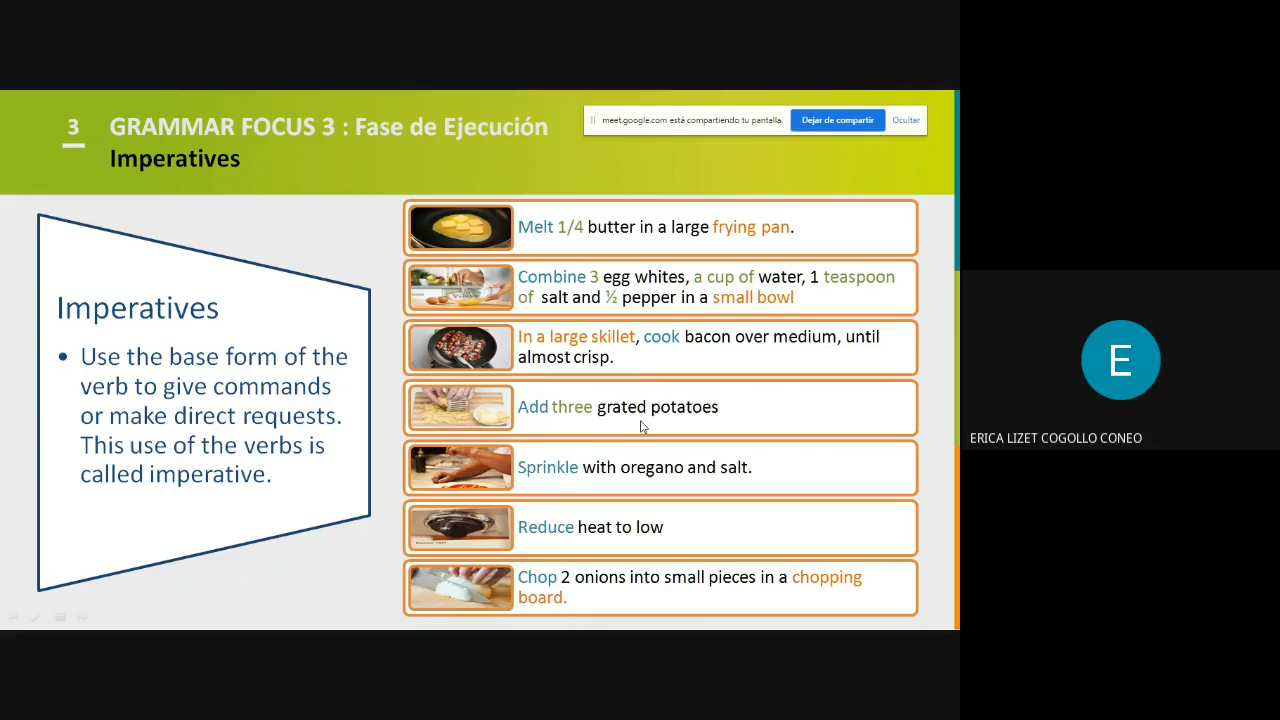 3
GRAMMAR FOCUS 3 : Fase de Ejecución
Imperatives
meet.google.com está compartiendo tu pantalla.
Dejar de compartir
Ocultar
Imperatives
• Use the base form of the
verb to give commands
or make direct requests.
This use of the verbs is
called imperative.
Melt 1/4 butter in a large frying pan.
Combine 3 egg whites, a cup of water, 1 teaspoon
of salt and ½ pepper in a small bowl
In a large skillet, cook bacon over medium, until
almost crisp.
Add three grated potatoes
Sprinkle with oregano and salt.
Reduce heat to low
Chop 2 onions into small pieces in a chopping
board.
E
ERICA LIZET COGOLLO CONEO